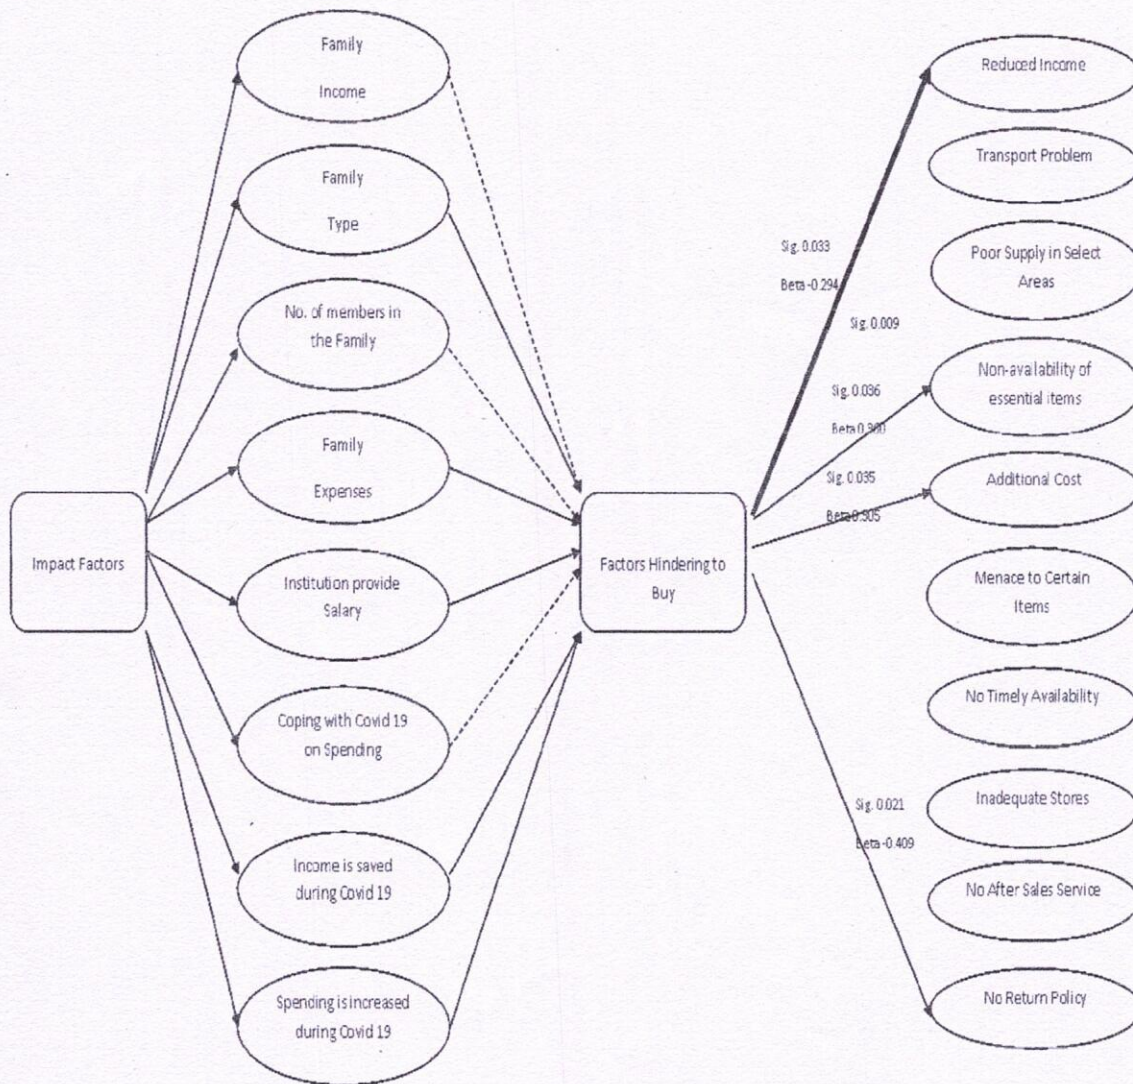 Family
Income
Family
Type
No. of members in
the Family
Family
Expenses
Impact Factors
Institution provide
Salary
Coping with Covid 19
on Spending
Income is saved
during Covid 19
Spending is increased
during Covid 19
Factors Hindering to
Buy
Sig. 0.033
Beta -0.294
Sig. 0.009
Sig. 0.036
Beta
Sig. 0.035
Beta
Sig. 0.021
Beta -0.409
Reduced Income
Transport Problem
Poor Supply in Select
Areas
Non-availability of
essential items
Additional Cost
Menace to Certain
Items
No Timely Availability
Inadequate Stores
No After Sales Service
No Return Policy